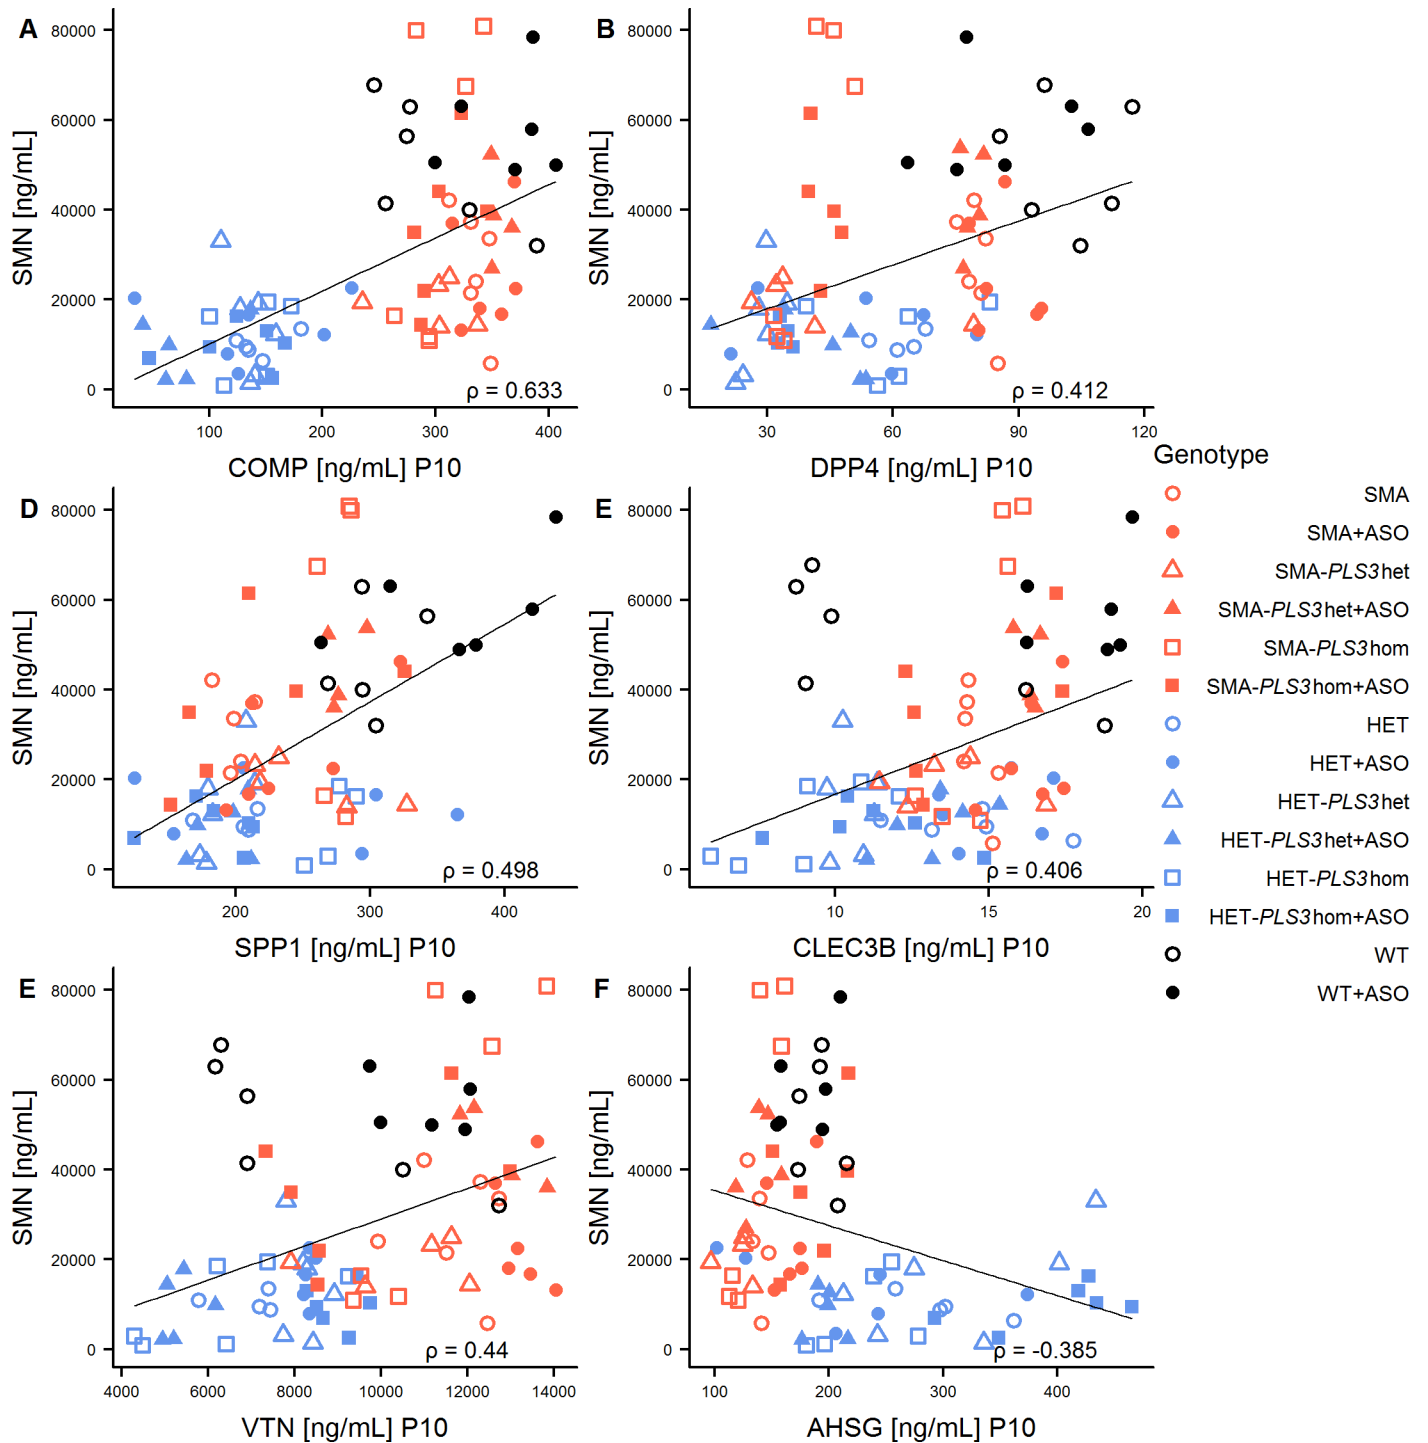 A
80000
60000
40000
20000
0
SMN [ng/mL]
ρ = 0.633
100 200 300 400
COMP [ng/mL] P10
B
80000
60000
40000
20000
0
SMN [ng/mL]
ρ = 0.412
30 60 90 120
DPP4 [ng/mL] P10
D
80000
60000
40000
20000
0
SMN [ng/mL]
ρ = 0.498
200 300 400
SPP1 [ng/mL] P10
E
80000
60000
40000
20000
0
SMN [ng/mL]
ρ = 0.406
10 15 20
CLEC3B [ng/mL] P10
E
80000
60000
40000
20000
0
SMN [ng/mL]
ρ = 0.44
4000 6000 8000 10000 12000 14000
VTN [ng/mL] P10
F
80000
60000
40000
20000
0
SMN [ng/mL]
ρ = -0.385
100 200 300 400
AHSG [ng/mL] P10
Genotype
SMA
SMA+ASO
SMA-PLS3het
SMA-PLS3het+ASO
SMA-PLS3hom
SMA-PLS3hom+ASO
HET
HET+ASO
HET-PLS3het
HET-PLS3het+ASO
HET-PLS3hom
HET-PLS3hom+ASO
WT
WT+ASO